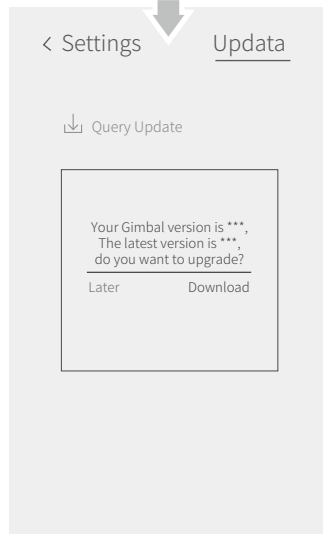 < Settings Updata
Query Update
Your Gimbal version is ***,
The latest version is ***,
do you want to upgrade?
Later Download